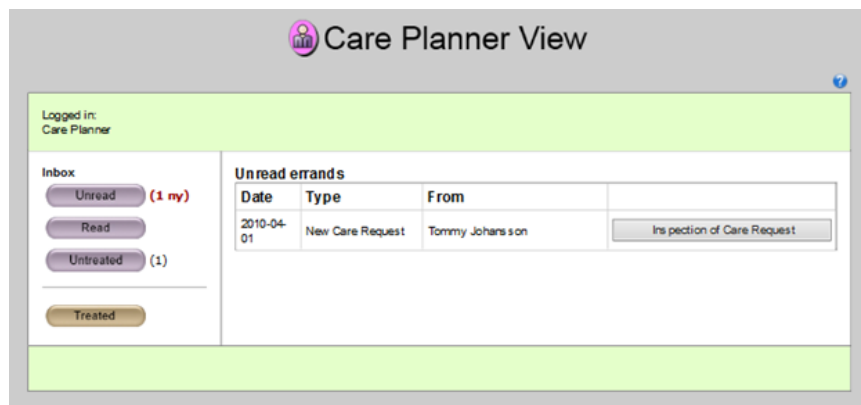 Care Planner View
?
Logged in:
Care Planner
Inbox
Unread (1 ny)
Read
Untreated (1)
Treated
Unread errands
Date Type From
2010-04-
01 New Care Request Tommy Johansson Inspection of Care Request